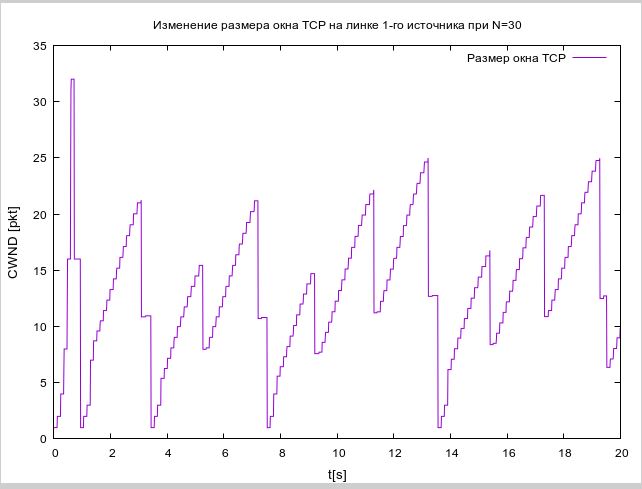 Изменение размера окна TCP на линке 1-го источника при N=30
Размер окна TCP
CWND [pkt]
35
30
25
20
15
10
5
0
0 2 4 6 8 10 12 14 16 18 20
t[s]